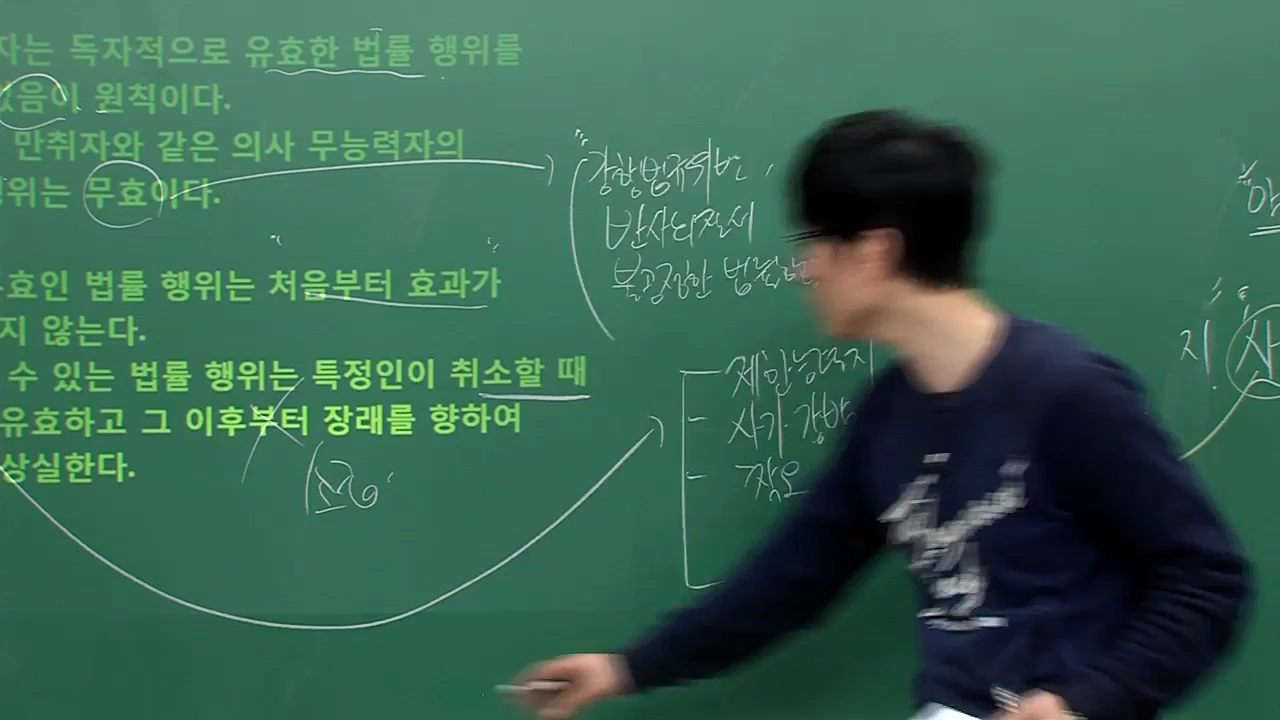 자는 독자적으로 유효한 법률 행위를
없음이 원칙이다.
만취자와 같은 의사 무능력자의
행위는 무효이다.
무효인 법률 행위는 처음부터 효과가
지 않는다.
수 있는 법률 행위는 특정인이 취소할 때
유효하고 그 이후부터 장래를 향하여
상실한다.
소급
강행법규위반
반사회질서
불공정한 법률
제한능력자
사기 강박
착오
지
사